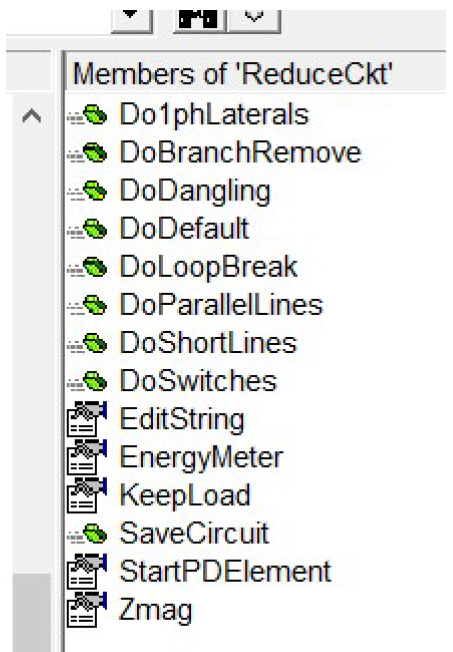 Members of 'ReduceCkt'
Do1phLaterals
DoBranchRemove
DoDangling
DoDefault
DoLoopBreak
DoParallelLines
DoShortLines
DoSwitches
EditString
EnergyMeter
KeepLoad
SaveCircuit
StartPDElement
Zmag